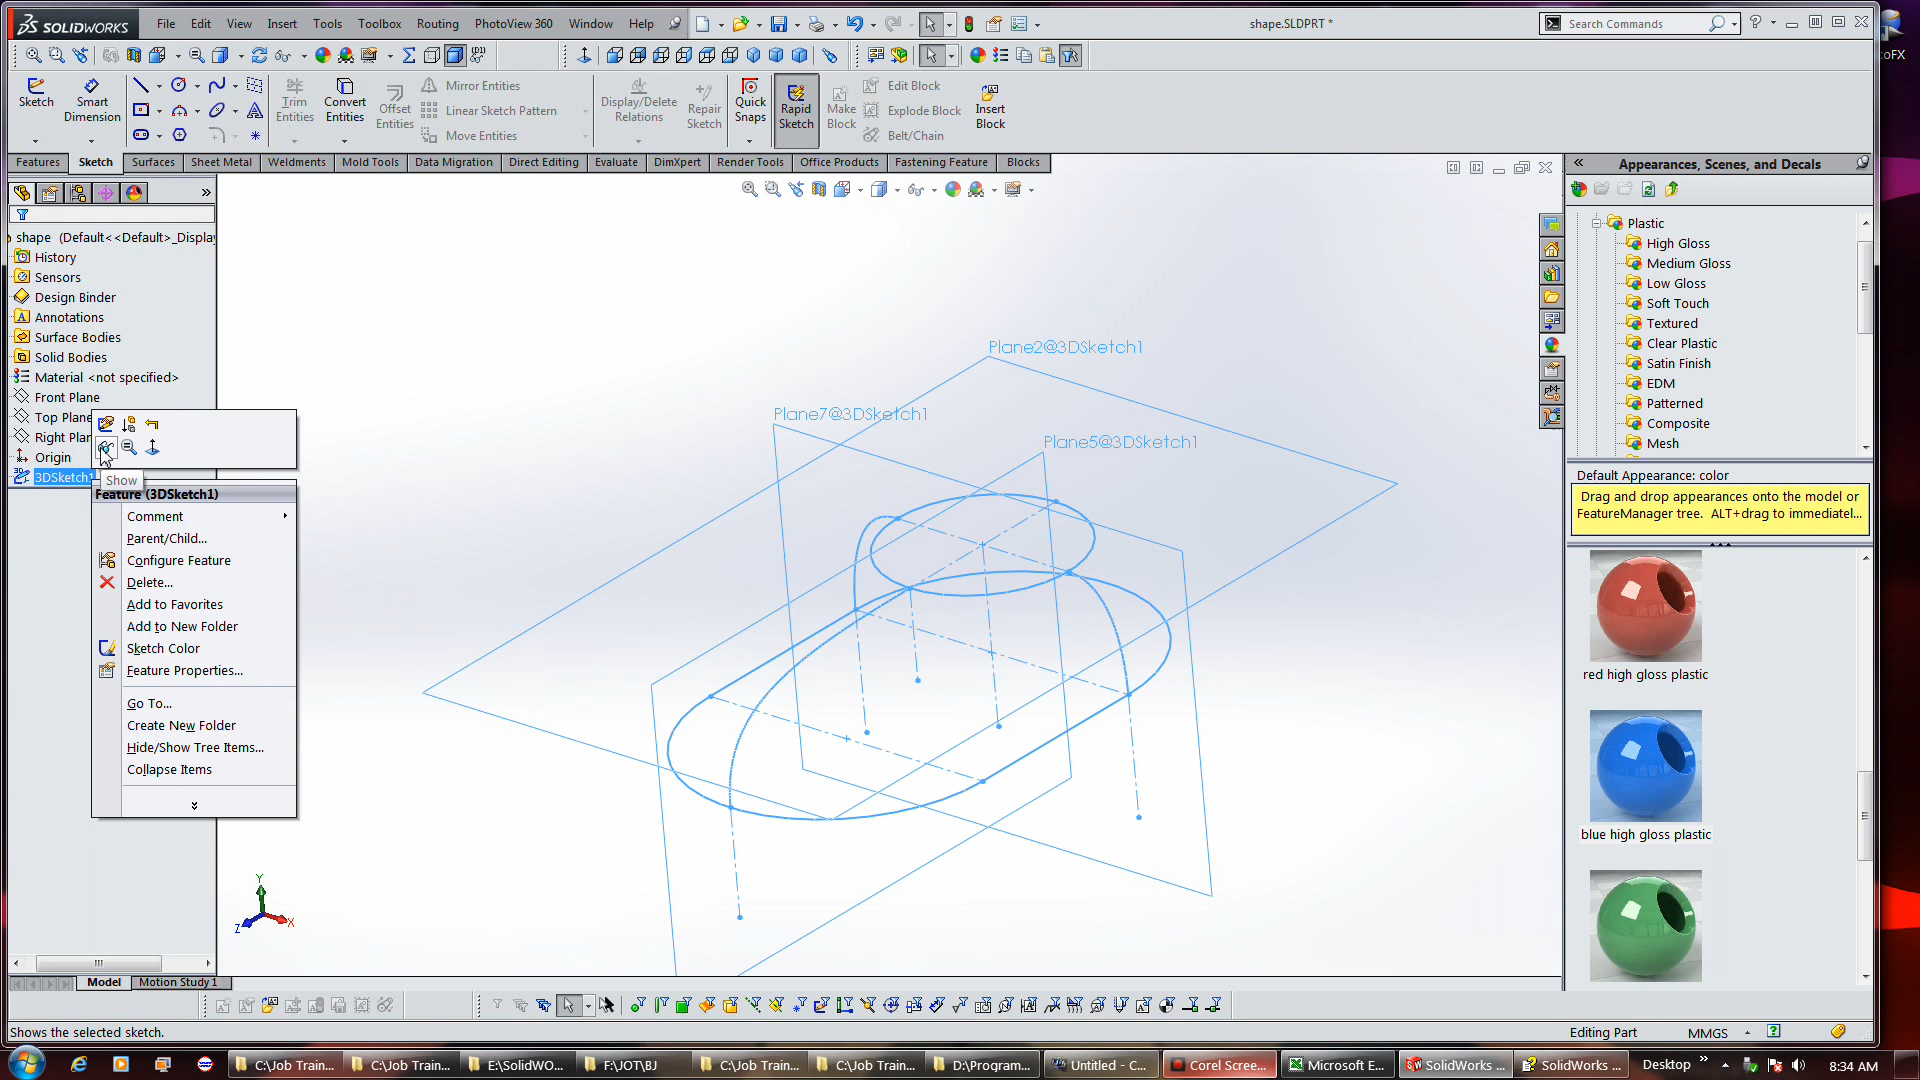 SOLIDWORKS
File Edit View Insert Tools Toolbox Routing PhotoView 360 Window Help
shape.SLDPRT *
Search Commands
oFX
Sketch
Smart Dimension
Trim Entities
Convert Entities
Offset Entities
Mirror Entities
Linear Sketch Pattern
Move Entities
Display/Delete Relations
Repair Sketch
Quick Snaps
Rapid Sketch
Make Block
Edit Block
Explode Block
Belt/Chain
Insert Block
Features Sketch Surfaces Sheet Metal Weldments Mold Tools Data Migration Direct Editing Evaluate DimXpert Render Tools Office Products Fastening Feature Blocks
Appearances, Scenes, and Decals
shape (Default<<Default>_Display
History
Sensors
Design Binder
Annotations
Surface Bodies
Solid Bodies
Material <not specified>
Front Plane
Top Plane
Right Plan
Origin
3DSketch1
Show
Feature (3DSketch1)
Comment
Parent/Child...
Configure Feature
Delete...
Add to Favorites
Add to New Folder
Sketch Color
Feature Properties...
Go To...
Create New Folder
Hide/Show Tree Items...
Collapse Items
Plane2@3DSketch1
Plane7@3DSketch1
Plane5@3DSketch1
Y
Z
X
Plastic
High Gloss
Medium Gloss
Low Gloss
Soft Touch
Textured
Clear Plastic
Satin Finish
EDM
Patterned
Composite
Mesh
Default Appearance: color
Drag and drop appearances onto the model or
FeatureManager tree. ALT+drag to immediatel...
red high gloss plastic
blue high gloss plastic
Model Motion Study 1
Shows the selected sketch.
Editing Part
MMGS
C:\Job Train... C:\Job Train... E:\SolidWO... F:\JOT\BJ C:\Job Train... C:\Job Train... D:\Program... Untitled - C... Corel Scree... Microsoft E... SolidWorks ... SolidWorks ... Desktop
8:34 AM